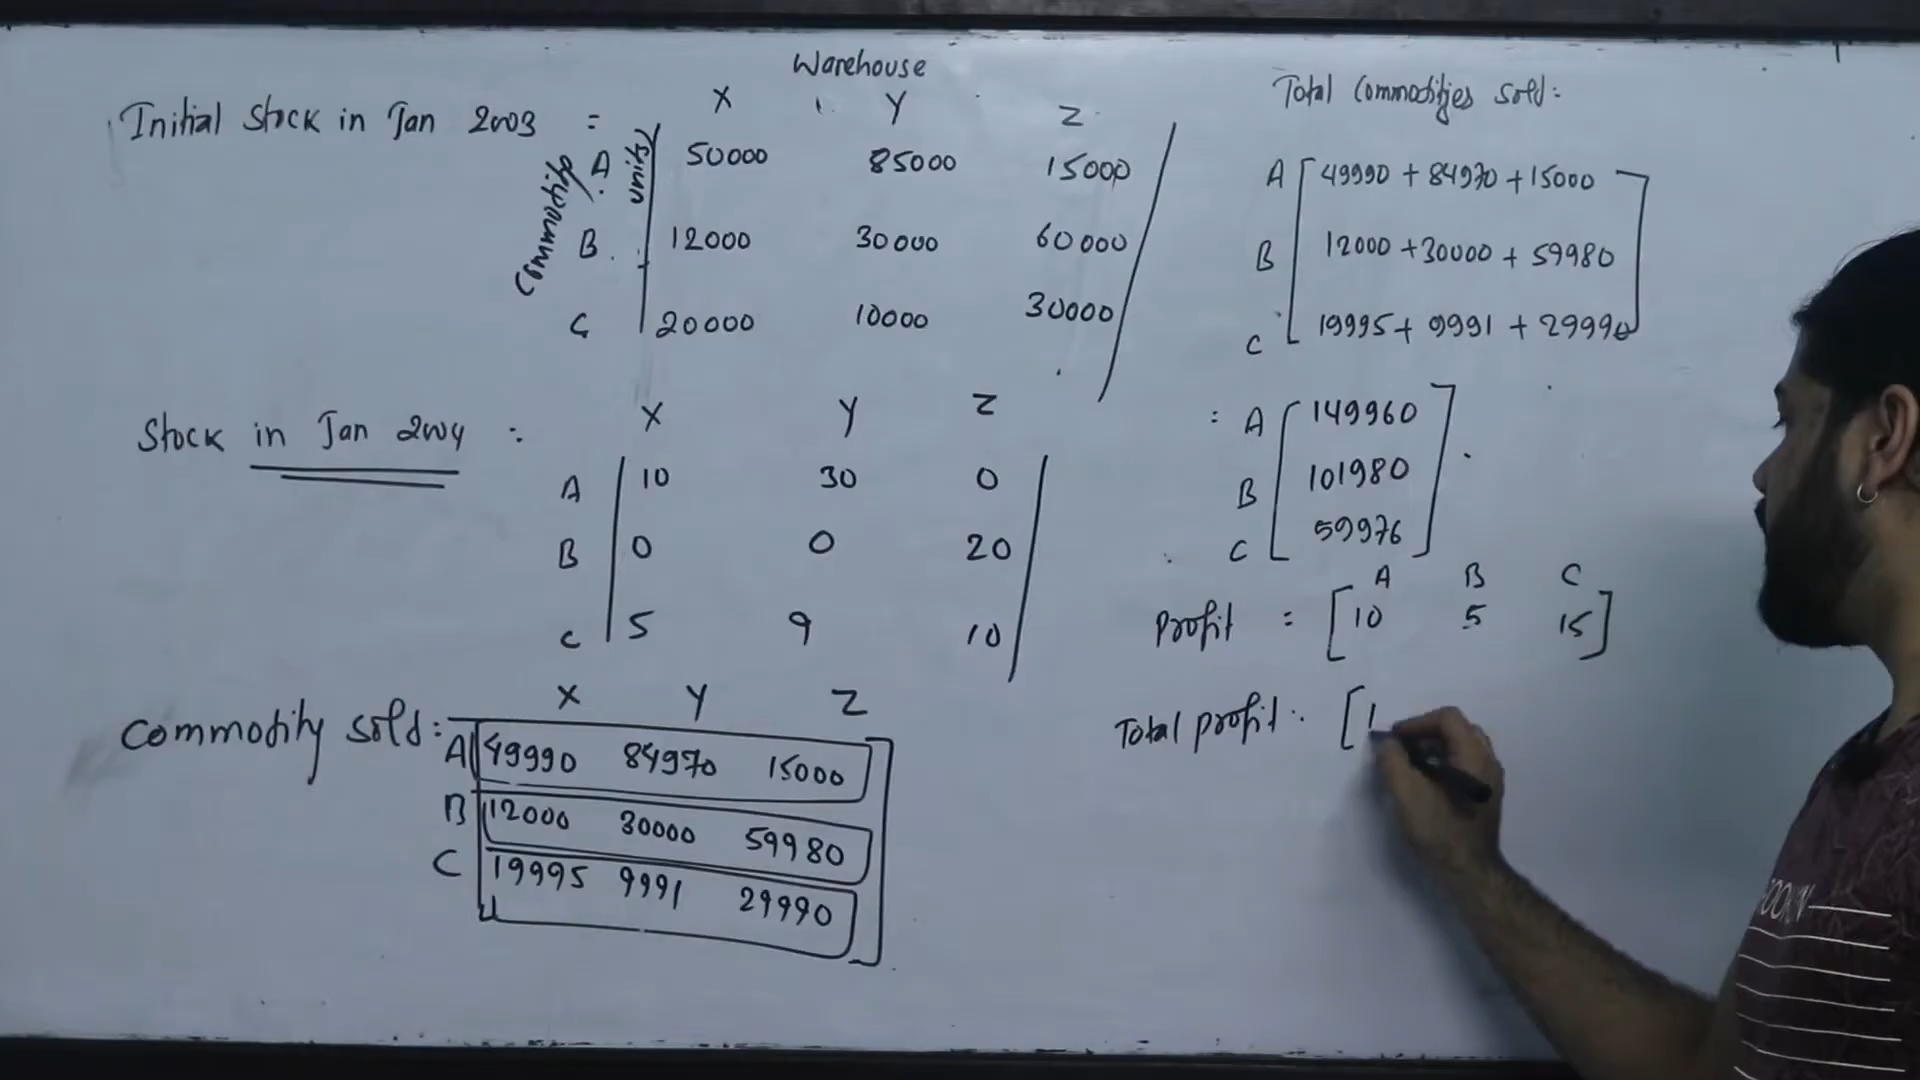 Warehouse
X Y Z
Initial Stock in Jan 2003 =
Commodity
(units)
A 50000 85000 15000
B 12000 30000 60000
C 20000 10000 30000
Stock in Jan 2004 :
X Y Z
A 10 30 0
B 0 0 20
C 5 9 10
Commodity sold:
X Y Z
A 49990 84970 15000
B 12000 30000 59980
C 19995 9991 29990
Total Commodities sold:
A [ 49990 + 84970 + 15000 ]
B 12000 + 30000 + 59980
C 19995 + 9991 + 29990
: A [ 149960 ]
B 101980
C 59976
A B C
Profit = [ 10 5 15 ]
Total profit: [ 1